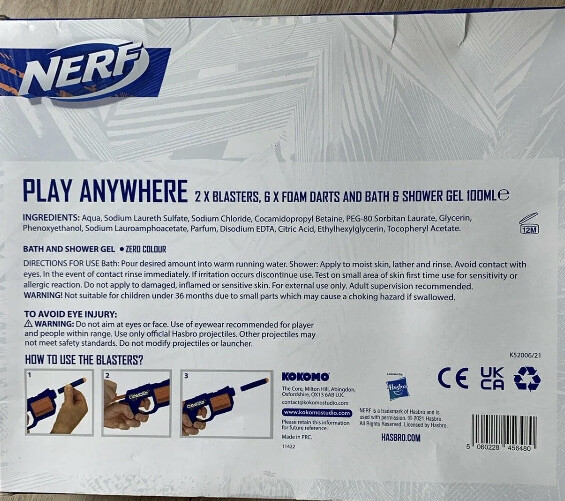 NERF
PLAY ANYWHERE 2 X BLASTERS, 6 X FOAM DARTS AND BATH & SHOWER GEL 100ML℮
INGREDIENTS: Aqua, Sodium Laureth Sulfate, Sodium Chloride, Cocamidopropyl Betaine, PEG-80 Sorbitan Laurate, Glycerin,
Phenoxyethanol, Sodium Lauroamphoacetate, Parfum, Disodium EDTA, Citric Acid, Ethylhexylglycerin, Tocopheryl Acetate.
12M
BATH AND SHOWER GEL • ZERO COLOUR
DIRECTIONS FOR USE Bath: Pour desired amount into warm running water. Shower: Apply to moist skin, lather and rinse. Avoid contact with
eyes. In the event of contact rinse immediately. If irritation occurs discontinue use. Test on small area of skin first time use for sensitivity or
allergic reaction. Do not apply to damaged, inflamed or sensitive skin. For external use only. Adult supervision recommended.
WARNING! Not suitable for children under 36 months due to small parts which may cause a choking hazard if swallowed.
TO AVOID EYE INJURY:
⚠ WARNING: Do not aim at eyes or face. Use of eyewear recommended for player
and people within range. Use only official Hasbro projectiles. Other projectiles may
not meet safety standards. Do not modify projectiles or launcher.
HOW TO USE THE BLASTERS?
1
2
3
KOKOMO
The Core, Milton Hill, Abingdon,
Oxfordshire, OX13 6AB U.K.
contact@kokomostudio.com
www.kokomostudio.com
Please retain this information
for future reference.
Made in PRC.
11422
Hasbro
NERF is a trademark of Hasbro and is
used with permission. © 2021 Hasbro.
All Rights Reserved. Licensed by Hasbro.
HASBRO.COM
KS2006/21
CE
UK
CA
5 060228 456480